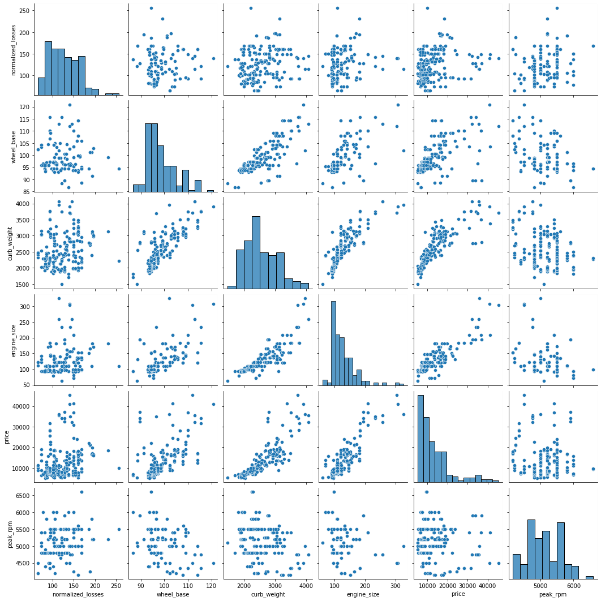 250
200
150
100
normalized_losses
120
115
110
105
100
95
90
85
wheel_base
4000
3500
3000
2500
2000
1500
curb_weight
300
250
200
150
100
50
engine_size
40000
30000
20000
10000
price
6500
6000
5500
5000
4500
peak_rpm
100 150 200 250
90 100 110 120
2000 3000 4000
100 200 300
10000 20000 30000 40000
5000 6000
normalized_losses wheel_base curb_weight engine_size price peak_rpm